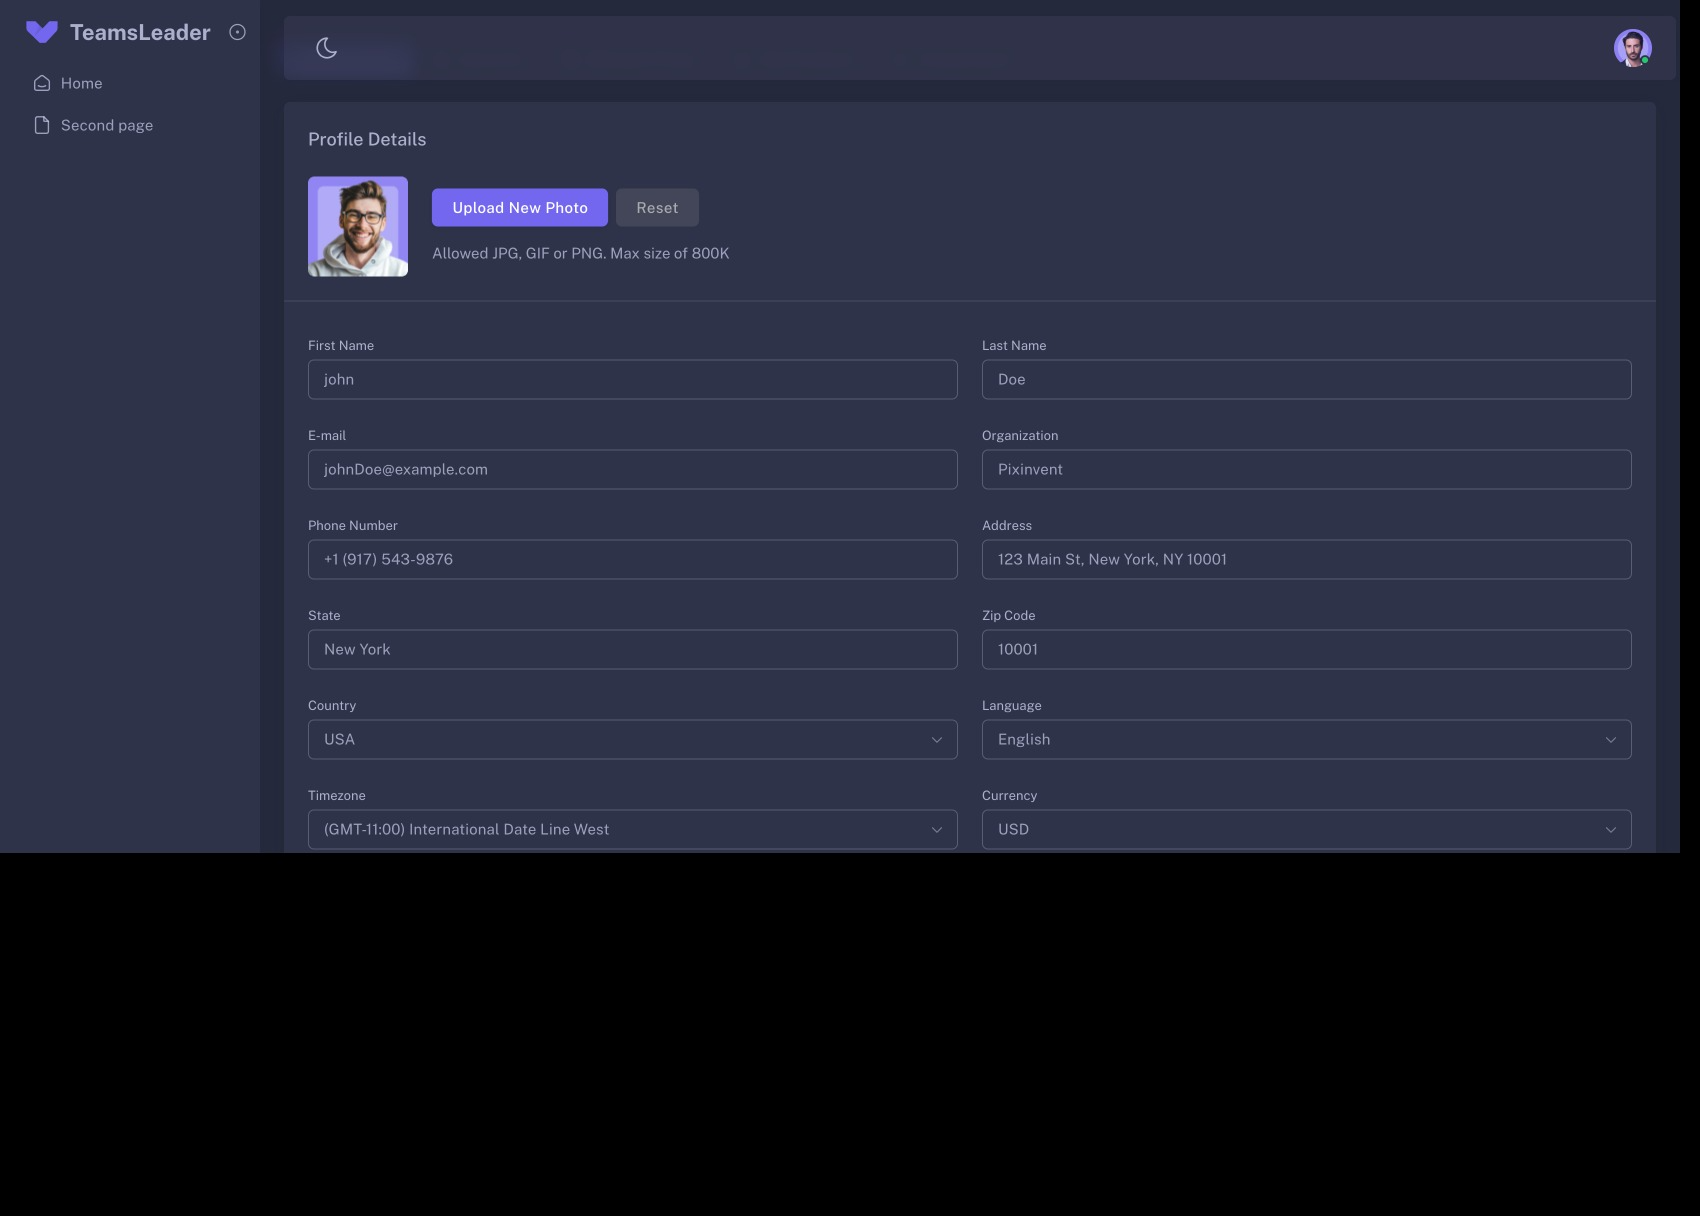 TeamsLeader
Home
Second page
Profile Details
Upload New Photo
Reset
Allowed JPG, GIF or PNG. Max size of 800K
First Name
Last Name
john
Doe
E-mail
Organization
johnDoe@example.com
Pixinvent
Phone Number
Address
+1 (917) 543-9876
123 Main St, New York, NY 10001
State
Zip Code
New York
10001
Country
Language
USA
English
Timezone
Currency
(GMT-11:00) International Date Line West
USD